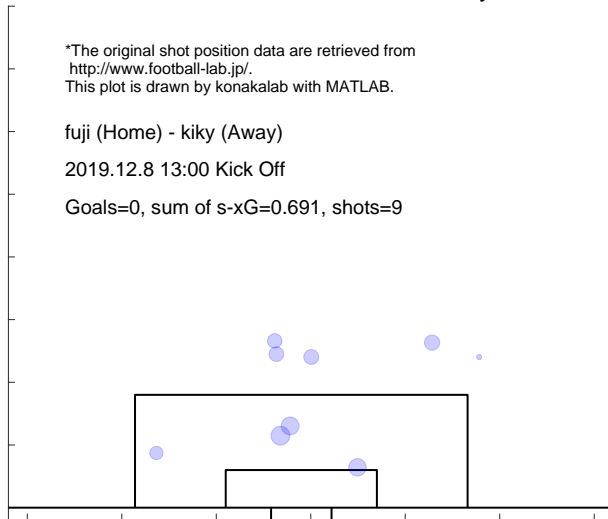 *The original shot position data are retrieved from
http://www.football-lab.jp/.
This plot is drawn by konakalab with MATLAB.
fuji (Home) - kiky (Away)
2019.12.8 13:00 Kick Off
Goals=0, sum of s-xG=0.691, shots=9